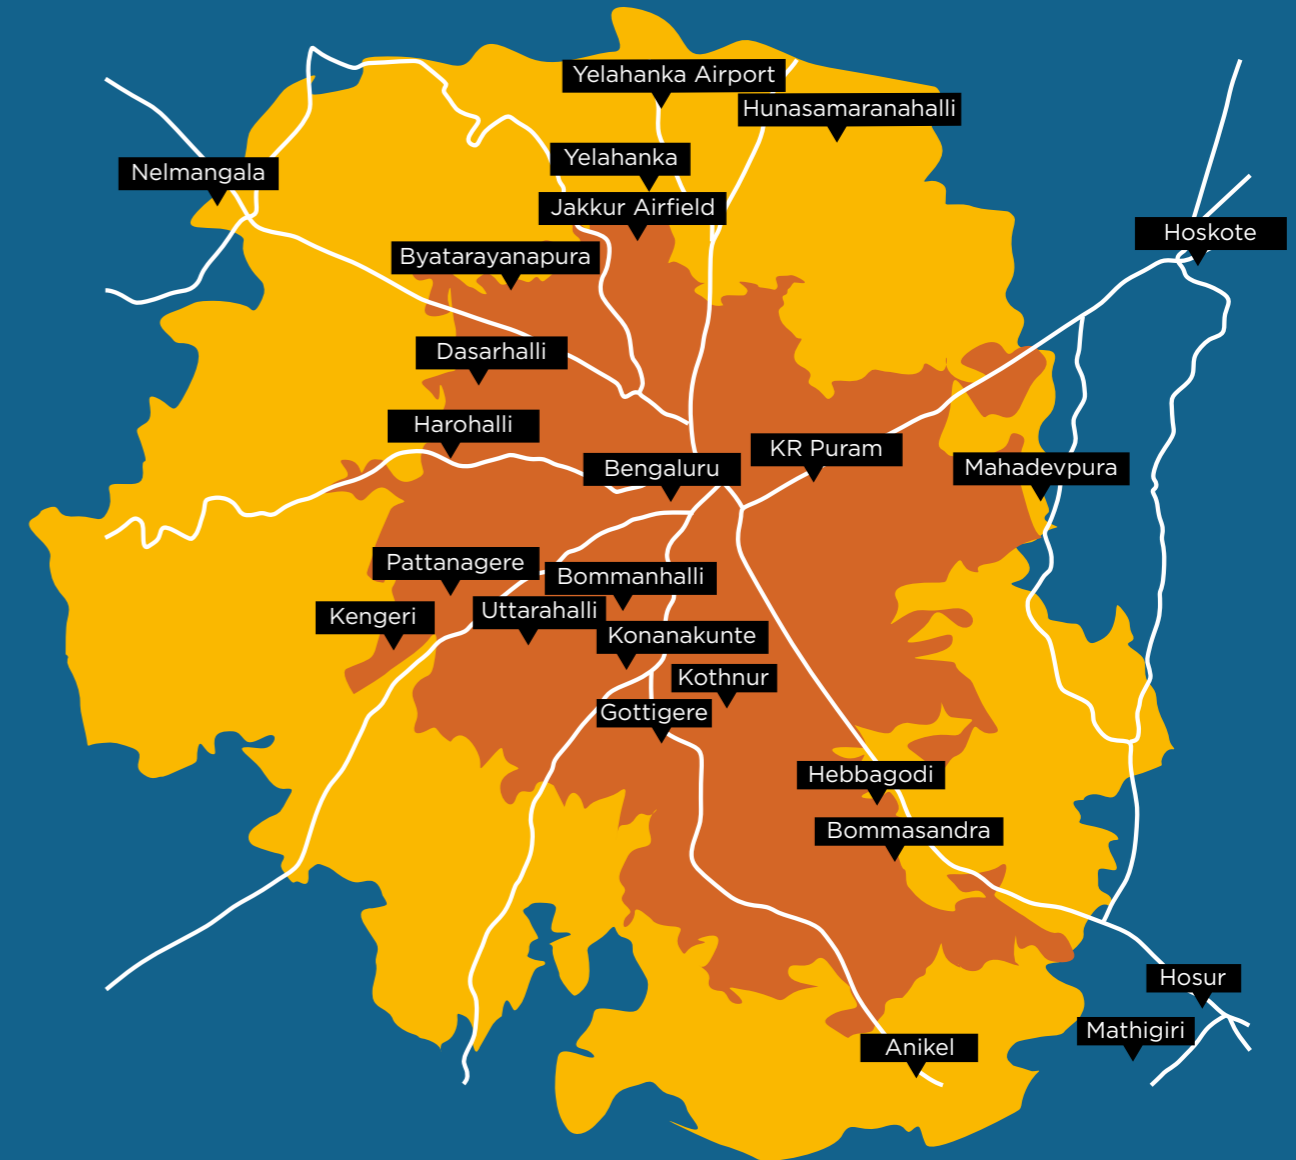 Yelahanka Airport
Hunasamaranahalli
Yelahanka
Nelmangala
Jakkur Airfield
Hoskote
Byatarayanapura
Dasarhalli
Harohalli
KR Puram
Bengaluru
Mahadevpura
Pattanagere
Bommanhalli
Uttarahalli
Kengeri
Konanakunte
Kothnur
Gottigere
Hebbagodi
Bommasandra
Hosur
Mathigiri
Anikel